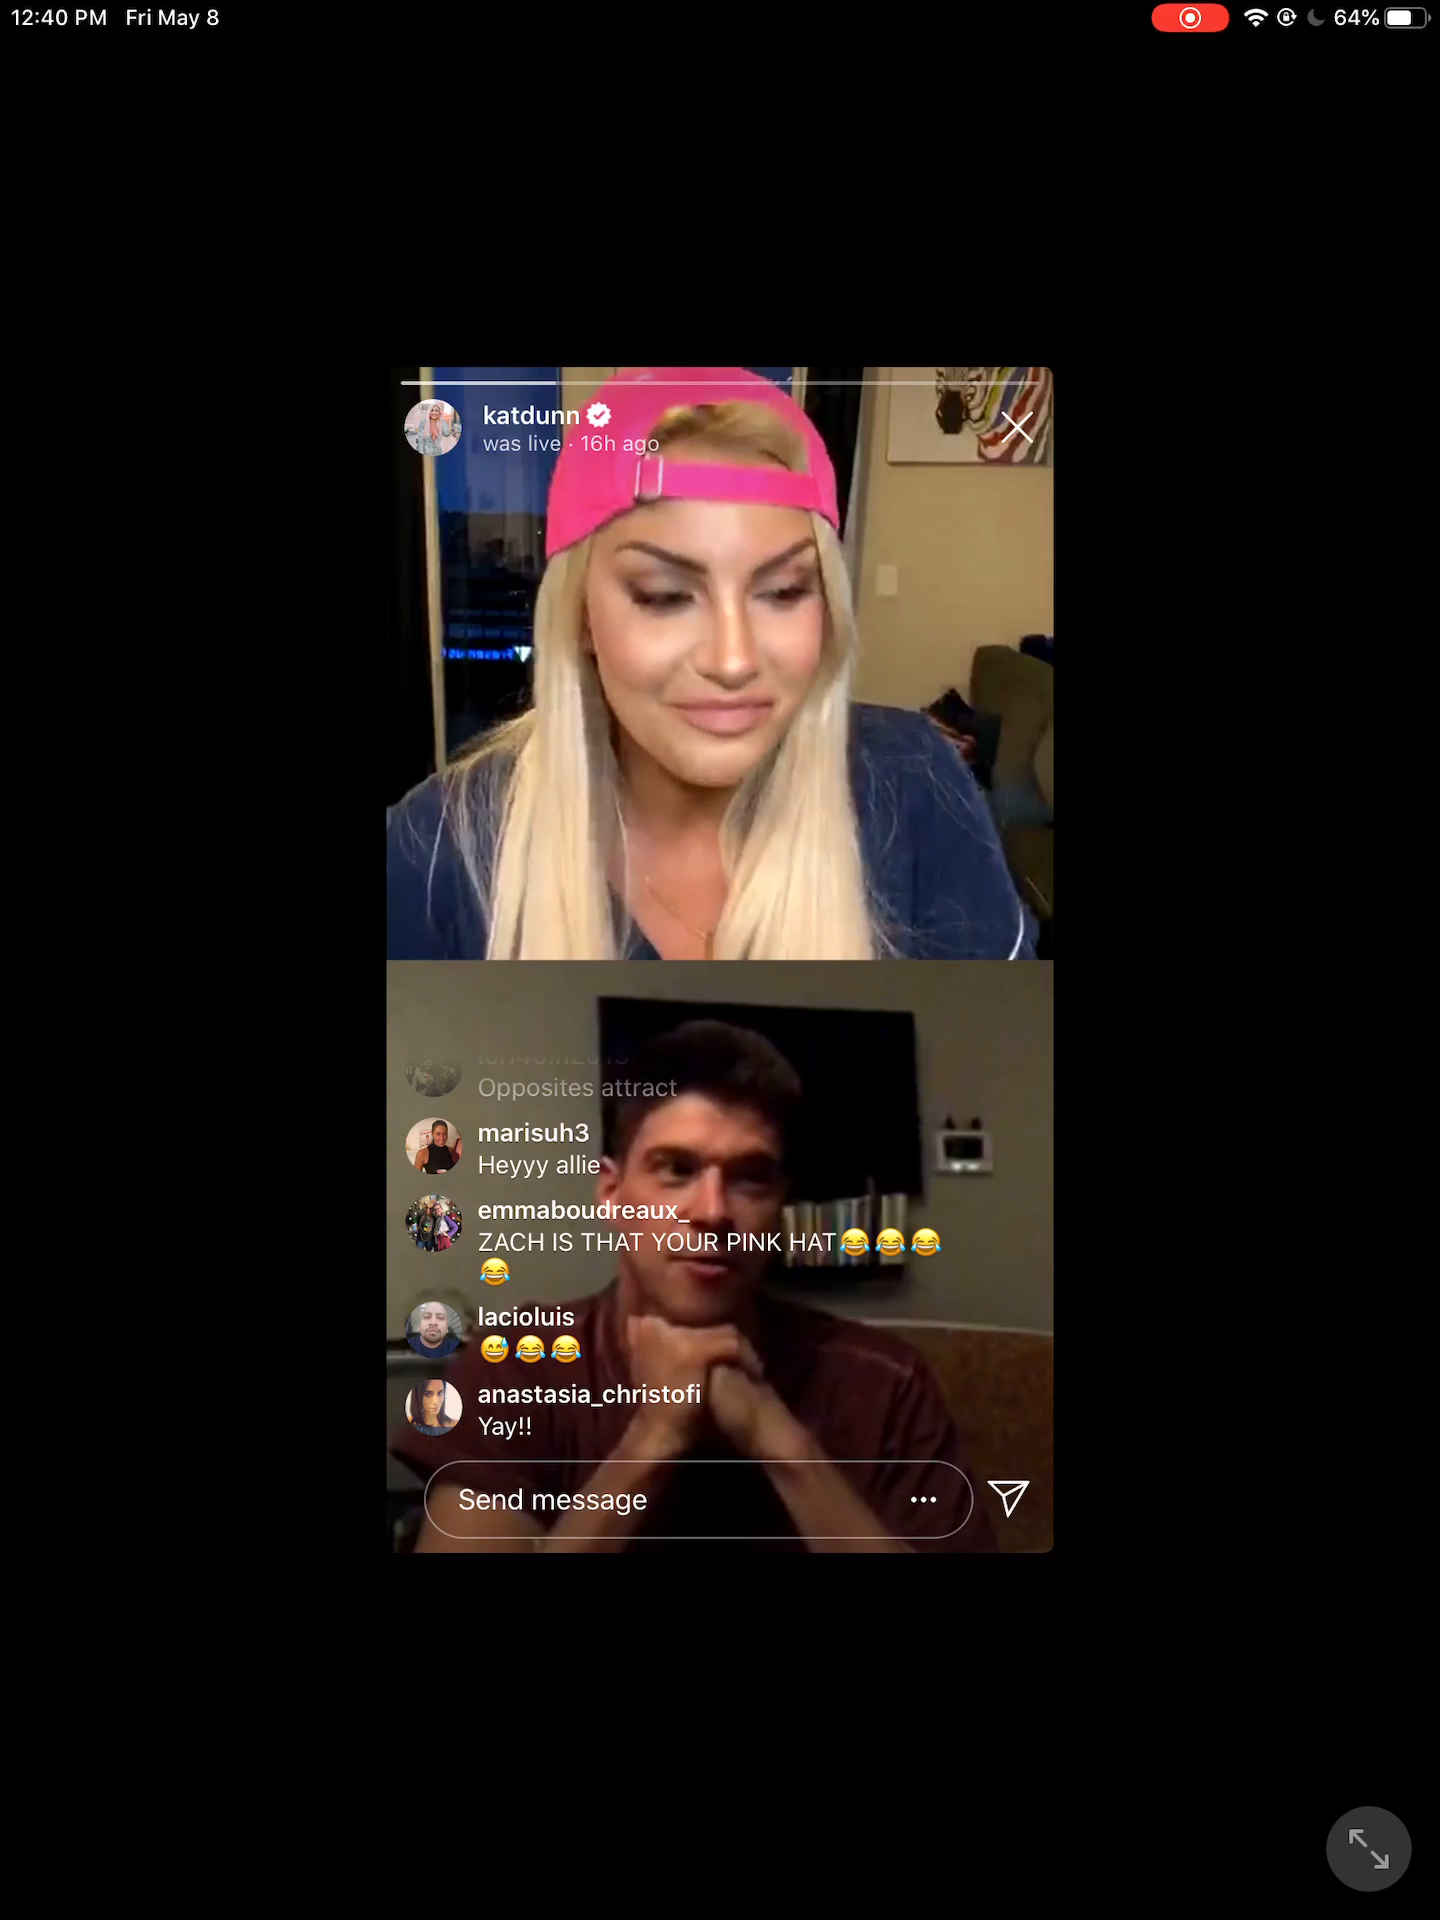 12:40 PM Fri May 8
64%
katdunn
was live · 16h ago
Opposites attract
marisuh3
Heyyy allie
emmaboudreaux_
ZACH IS THAT YOUR PINK HAT😂😂😂
😂
lacioluis
😅😂😂
anastasia_christofi
Yay!!
Send message